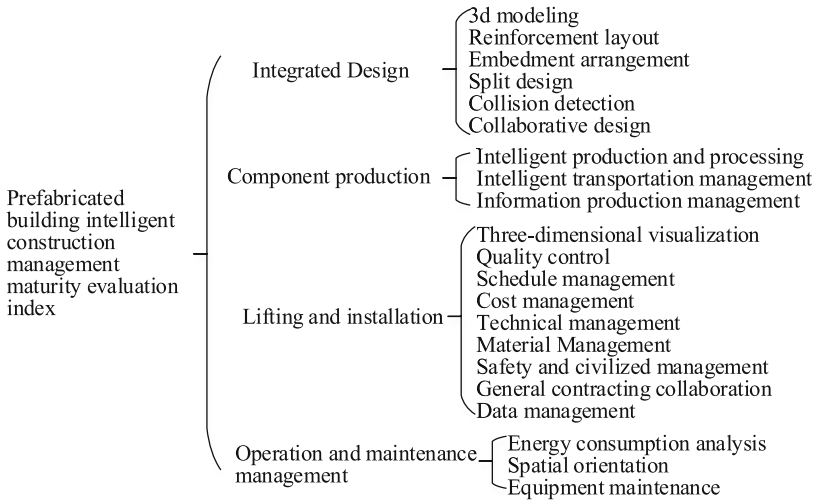 Prefabricated
building intelligent
construction
management
maturity evaluation
index
Integrated Design
3d modeling
Reinforcement layout
Embedment arrangement
Split design
Collision detection
Collaborative design
Component production
Intelligent production and processing
Intelligent transportation management
Information production management
Lifting and installation
Three-dimensional visualization
Quality control
Schedule management
Cost management
Technical management
Material Management
Safety and civilized management
General contracting collaboration
Data management
Operation and maintenance
management
Energy consumption analysis
Spatial orientation
Equipment maintenance